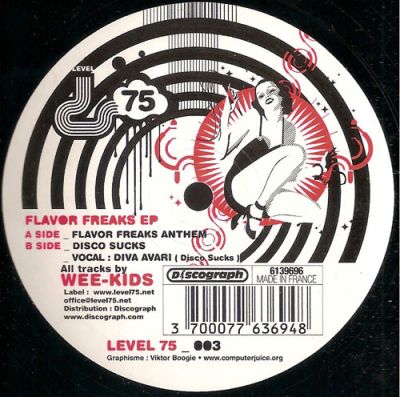 LEVEL
75
FLAVOR FREAKS EP
A SIDE _ FLAVOR FREAKS ANTHEM
B SIDE _ DISCO SUCKS
_ VOCAL : DIVA AVARI ( Disco Sucks )
All tracks by
WEE-KIDS
Label : www.level75.net
office@level75.net
Distribution : Discograph
www.discograph.com
Discograph
6139696
MADE IN FRANCE
3 700077 636948
LEVEL 75 _ 003
Graphisme : Viktor Boogie • www.computerjuice.org